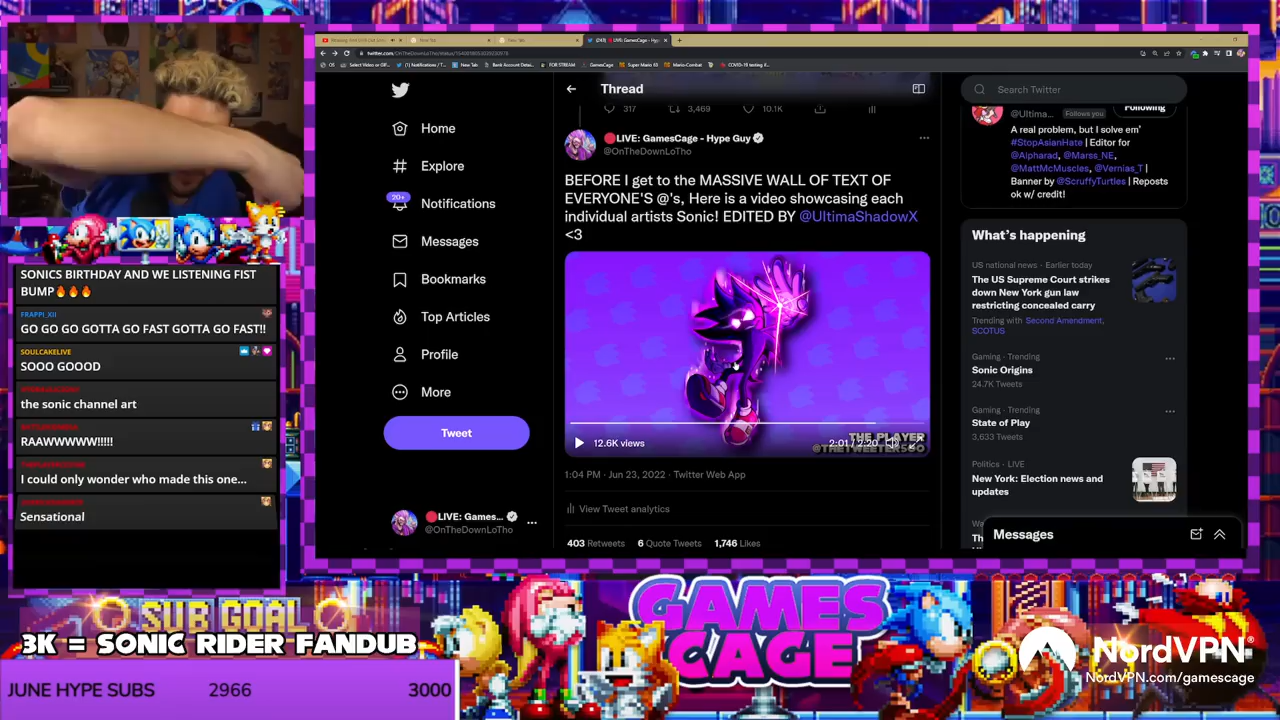 SONICS BIRTHDAY AND WE LISTENING FIST
BUMP🔥🔥🔥
FRAPPI_XII
GO GO GO GOTTA GO FAST GOTTA GO FAST!!
SOULCAKELIVE
SOOO GOOOD
the sonic channel art
RAAWWWWW!!!!!
I could only wonder who made this one...
Sensational
SUB GOAL
3K = SONIC RIDER FANDUB
JUNE HYPE SUBS 2966 3000
New Tab
Home
Explore
20+
Notifications
Messages
Bookmarks
Top Articles
Profile
More
Tweet
🔴LIVE: Games...
@OnTheDownLoTho
Thread
317 3,469 10.1K
🔴LIVE: GamesCage - Hype Guy
@OnTheDownLoTho
BEFORE I get to the MASSIVE WALL OF TEXT OF
EVERYONE'S @'s, Here is a video showcasing each
individual artists Sonic! EDITED BY @UltimaShadowX
<3
12.6K views
2:01 / 2:20
THE PLAYER
@THETWEETERS60
1:04 PM · Jun 23, 2022 · Twitter Web App
View Tweet analytics
403 Retweets 6 Quote Tweets 1,746 Likes
Search Twitter
@Ultima... Follows you
Following
A real problem, but I solve em'
#StopAsianHate | Editor for
@Alpharad, @Marss_NE,
@MattMcMuscles, @Vernias_T |
Banner by @ScruffyTurtles | Reposts
ok w/ credit!
What's happening
US national news · Earlier today
The US Supreme Court strikes
down New York gun law
restricting concealed carry
Trending with Second Amendment,
SCOTUS
Gaming · Trending
Sonic Origins
24.7K Tweets
Gaming · Trending
State of Play
3,633 Tweets
Politics · LIVE
New York: Election news and
updates
Messages
GAMES
CAGE
NordVPN®
NordVPN.com/gamescage